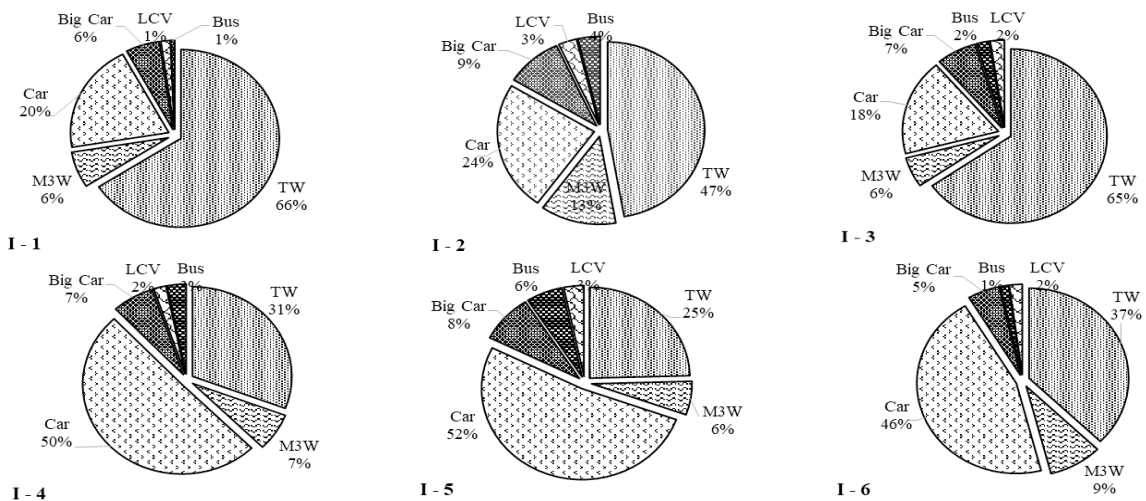 Big Car
6%
LCV
1%
Bus
1%
Car
20%
M3W
6%
TW
66%
I - 1
Big Car
9%
LCV
3%
Bus
4%
Car
24%
M3W
13%
TW
47%
I - 2
Big Car
7%
Bus
2%
LCV
2%
Car
18%
M3W
6%
TW
65%
I - 3
Big Car
7%
LCV
2%
Bus
3%
TW
31%
Car
50%
M3W
7%
I - 4
Big Car
8%
Bus
6%
LCV
3%
TW
25%
Car
52%
M3W
6%
I - 5
Big Car
5%
Bus
1%
LCV
2%
TW
37%
Car
46%
M3W
9%
I - 6